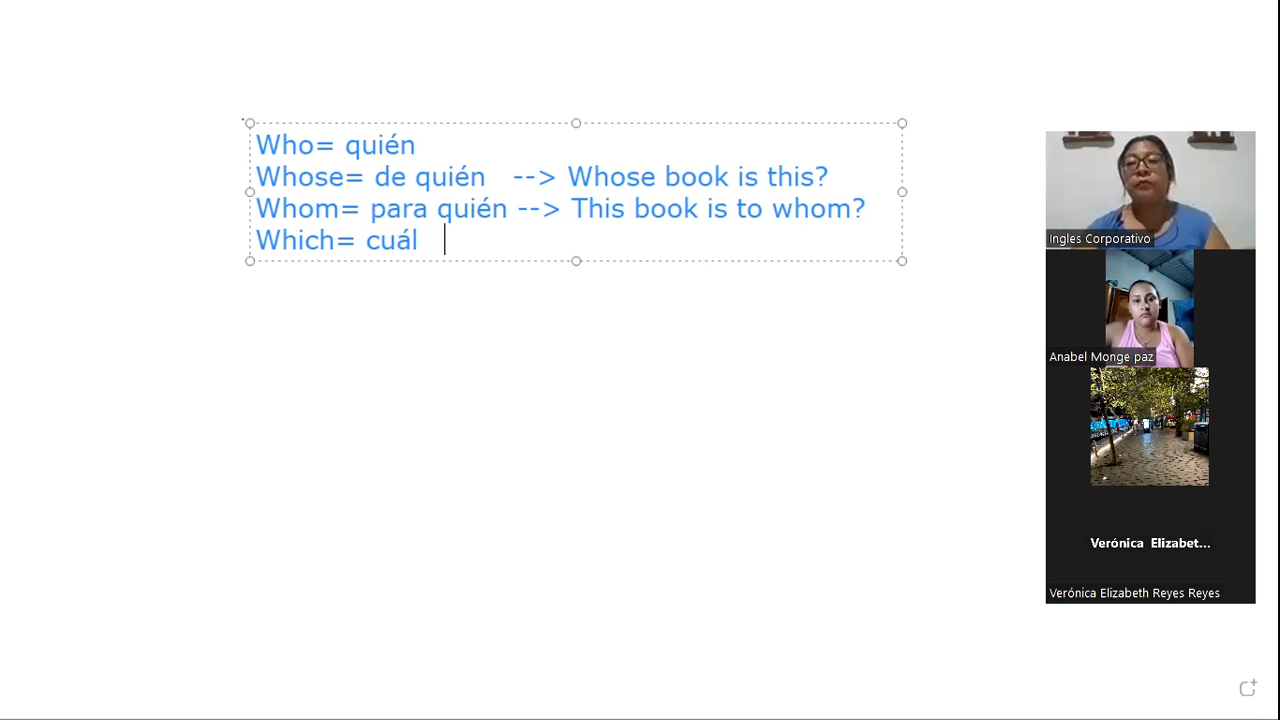 Who= quién
Whose= de quién --> Whose book is this?
Whom= para quién --> This book is to whom?
Which= cuál
Ingles Corporativo
Anabel Monge paz
Verónica Elizabet...
Verónica Elizabeth Reyes Reyes